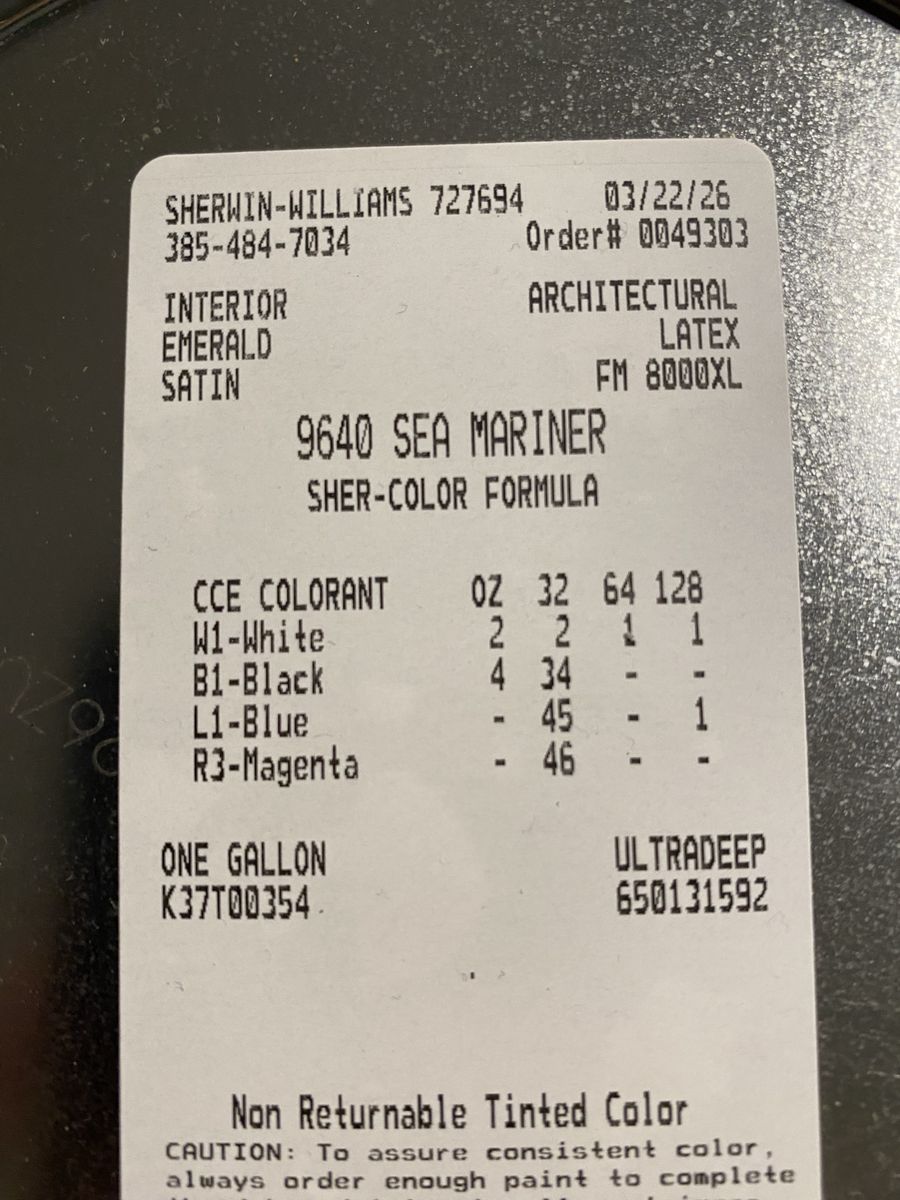 SHERWIN-WILLIAMS 727694 03/22/26
385-484-7034 Order# 0049303
INTERIOR ARCHITECTURAL
EMERALD LATEX
SATIN FM 8000XL
9640 SEA MARINER
SHER-COLOR FORMULA
CCE COLORANT OZ 32 64 128
W1-White 2 2 1 1
B1-Black 4 34 - -
L1-Blue - 45 - 1
R3-Magenta - 46 - -
ONE GALLON ULTRADEEP
K37T00354 650131592
Non Returnable Tinted Color
CAUTION: To assure consistent color,
always order enough paint to complete